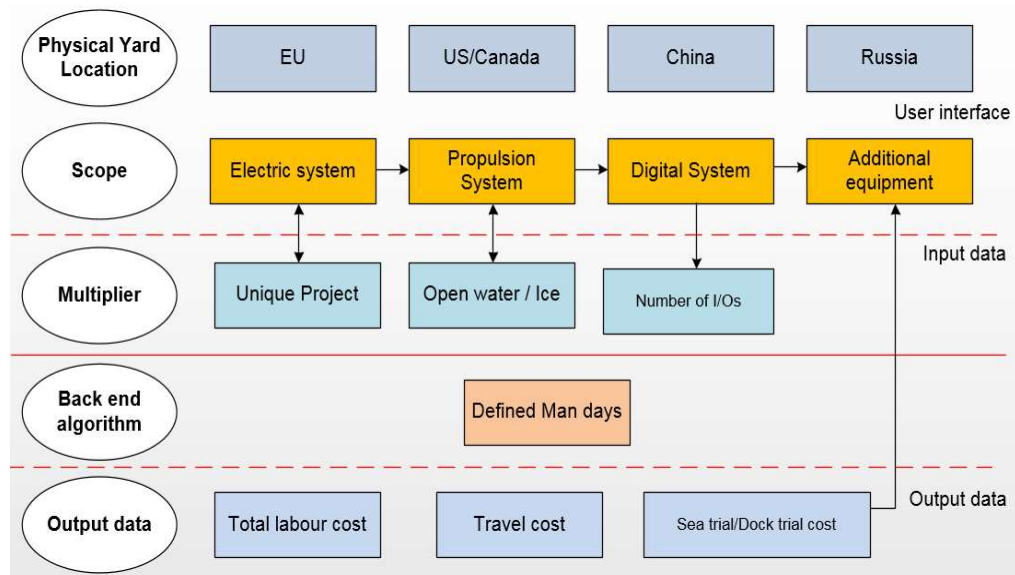 Physical Yard
Location
EU
US/Canada
China
Russia
User interface
Scope
Electric system
Propulsion
System
Digital System
Additional
equipment
Input data
Multiplier
Unique Project
Open water / Ice
Number of I/Os
Back end
algorithm
Defined Man days
Output data
Output data
Total labour cost
Travel cost
Sea trial/Dock trial cost